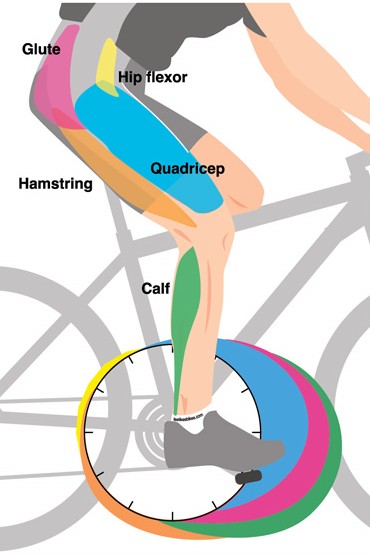 Glute
Hip flexor
Quadricep
Hamstring
Calf